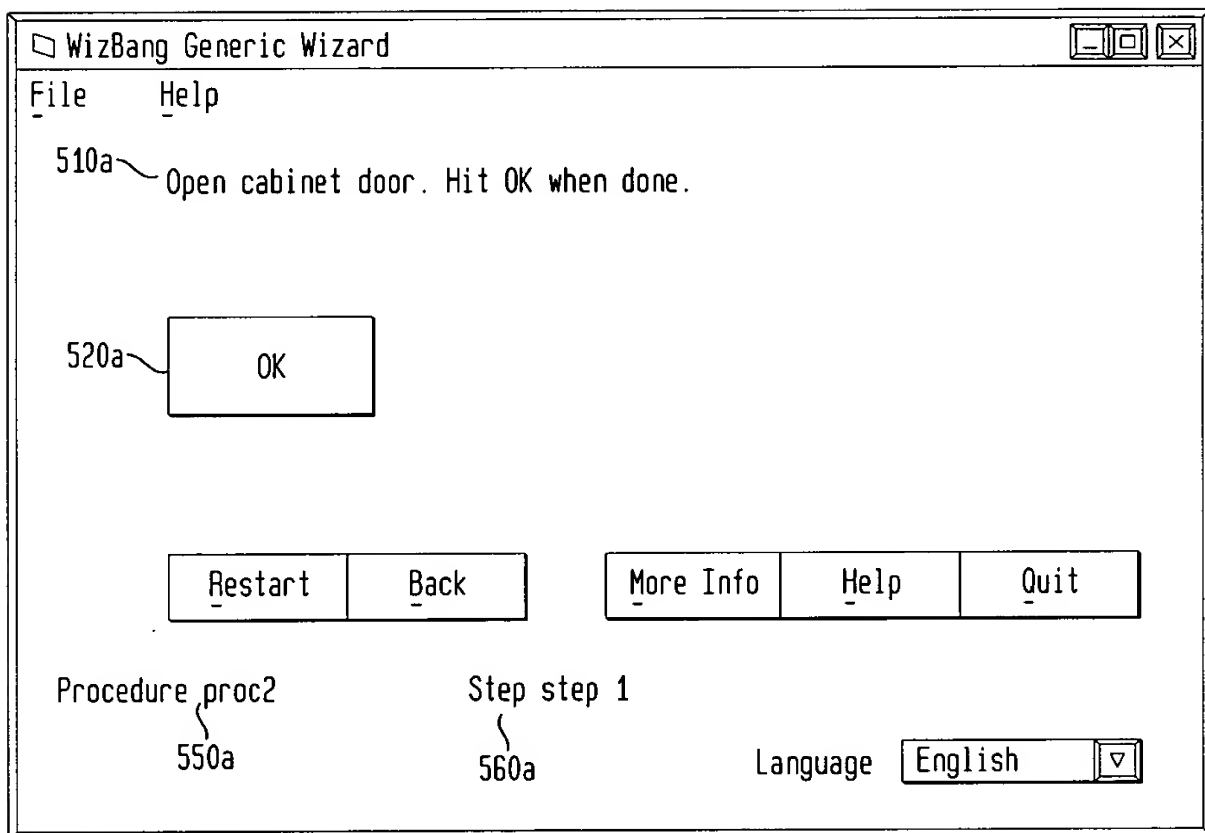 WizBang Generic Wizard
File Help
510a Open cabinet door. Hit OK when done.
520a OK
Restart Back More Info Help Quit
Procedure proc2 Step step 1
550a 560a
Language English